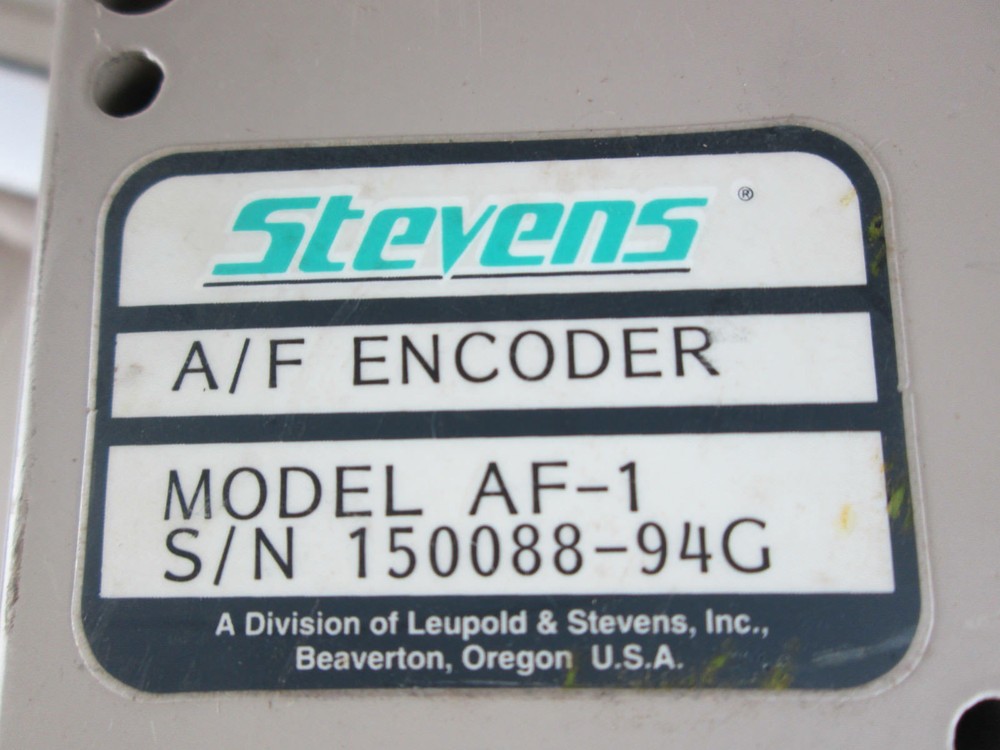 Stevens ®
A/F ENCODER
MODEL AF-1
S/N 150088-94G
A Division of Leupold & Stevens, Inc.,
Beaverton, Oregon U.S.A.